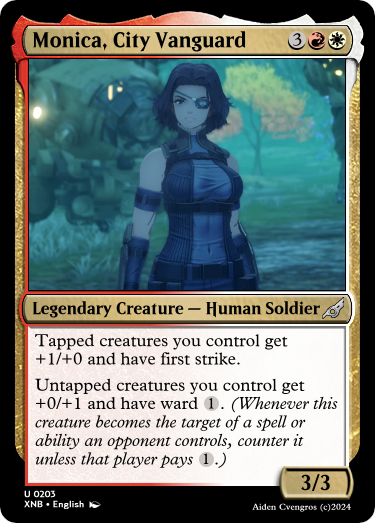 Monica, City Vanguard 3
Legendary Creature — Human Soldier
Tapped creatures you control get
+1/+0 and have first strike.
Untapped creatures you control get
+0/+1 and have ward 1. (Whenever this
creature becomes the target of a spell or
ability an opponent controls, counter it
unless that player pays 1.)
3/3
U 0203
XNB • English
Aiden Cvengros (c)2024